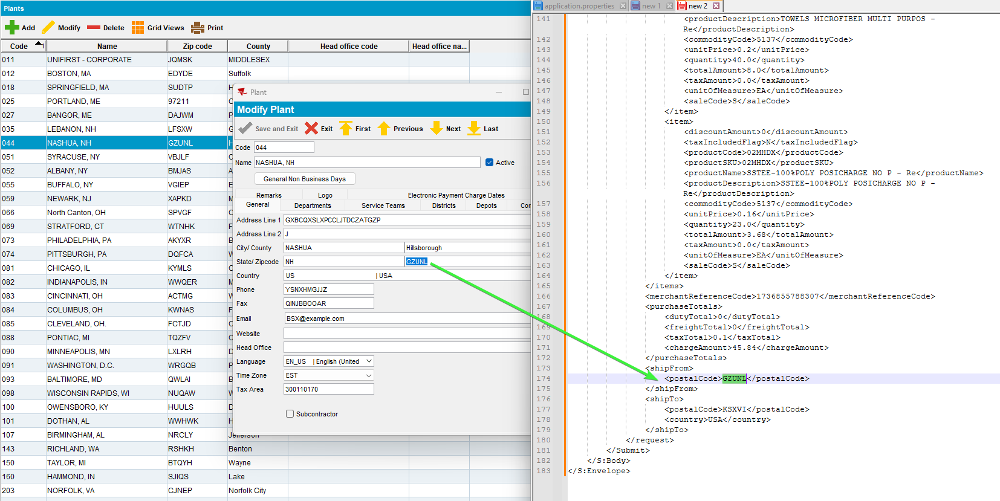 Plants
Add Modify Delete Grid Views Print
Code 1 Name Zip code County Head office code Head office na...
011 UNIFIRST - CORPORATE JQMSK MIDDLESEX
012 BOSTON, MA EDYDE Suffolk
018 SPRINGFIELD, MA SUDTP H
025 PORTLAND, ME 97211 C
027 BANGOR, ME DAJWM P
035 LEBANON, NH LFSXW G
044 NASHUA, NH GZUNL H
051 SYRACUSE, NY VBJLF C
052 ALBANY, NY BMJAS A
055 BUFFALO, NY VGIEP E
059 NEWARK, NJ XAPKD M
066 North Canton, OH SPVGF C
069 STRATFORD, CT WTNHK F
073 PHILADELPHIA, PA AKYXR B
074 PITTSBURGH, PA DQFCA W
081 CHICAGO, IL KYMLS C
082 INDIANAPOLIS, IN WWQER M
083 CINCINNATI, OH ACTMG W
084 COLUMBUS, OH KWNAS F
085 CLEVELAND, OH. FCTJD C
088 PONTIAC, MI TQZFV C
090 MINNEAPOLIS, MN LXLRH D
091 WASHINGTON, D.C. WRGQB P
093 BALTIMORE, MD QWLAI B
098 WISCONSIN RAPIDS, WI NUQAW W
100 OWENSBORO, KY HUULS D
101 DOTHAN, AL WWHWK H
107 BIRMINGHAM, AL NRCLY Jefferson
143 RICHLAND, WA RSHKH Benton
150 TAYLOR, MI BTQYH Wayne
160 HAMMOND, IN SJIQS Lake
203 NORFOLK, VA CJNEP Norfolk City
Plant
Modify Plant
Save and Exit Exit First Previous Next Last
Code 044
Name NASHUA, NH Active
General Non Business Days
Remarks Logo Electronic Payment Charge Dates
General Departments Service Teams Districts Depots Con
Address Line 1 GXBCQXSLXPCCLJTDCZATGZP
Address Line 2 J
City/ County NASHUA Hillsborough
State/ Zipcode NH GZUNL
Country US | USA
Phone YSNXHMGJJZ
Fax QINJBBOOAR
Email BSX@example.com
Website
Head Office
Language EN_US | English (United
Time Zone EST
Tax Area 300110170
Subcontractor
application.properties new 1 new 2
141 <productDescription>TOWELS MICROFIBER MULTI PURPOS -
Re</productDescription>
142 <commodityCode>5137</commodityCode>
143 <unitPrice>0.2</unitPrice>
144 <quantity>40.0</quantity>
145 <totalAmount>8.0</totalAmount>
146 <taxAmount>0.0</taxAmount>
147 <unitOfMeasure>EA</unitOfMeasure>
148 <saleCode>S</saleCode>
149 </item>
150 <item>
151 <discountAmount>0</discountAmount>
152 <taxIncludedFlag>N</taxIncludedFlag>
153 <productCode>02MHDX</productCode>
154 <productSKU>02MHDX</productSKU>
155 <productName>SSTEE-100%POLY POSICHARGE NO P - Re</productName>
156 <productDescription>SSTEE-100%POLY POSICHARGE NO P -
Re</productDescription>
157 <commodityCode>5137</commodityCode>
158 <unitPrice>0.16</unitPrice>
159 <quantity>23.0</quantity>
160 <totalAmount>3.68</totalAmount>
161 <taxAmount>0.0</taxAmount>
162 <unitOfMeasure>EA</unitOfMeasure>
163 <saleCode>S</saleCode>
164 </item>
165 </items>
166 <merchantReferenceCode>1736855788307</merchantReferenceCode>
167 <purchaseTotals>
168 <dutyTotal>0</dutyTotal>
169 <freightTotal>0</freightTotal>
170 <taxTotal>0.1</taxTotal>
171 <chargeAmount>45.84</chargeAmount>
172 </purchaseTotals>
173 <shipFrom>
174 <postalCode>GZUNL</postalCode>
175 </shipFrom>
176 <shipTo>
177 <postalCode>KSXVI</postalCode>
178 <country>USA</country>
179 </shipTo>
180 </request>
181 </Submit>
182 </S:Body>
183 </S:Envelope>